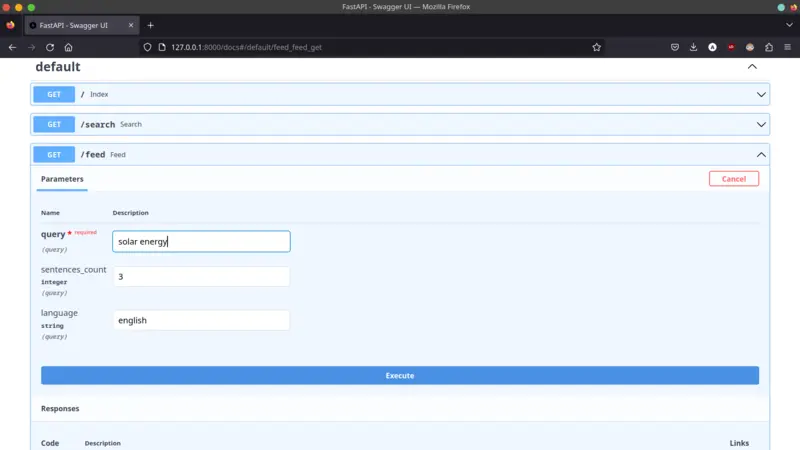 FastAPI - Swagger UI — Mozilla Firefox
FastAPI - Swagger UI
127.0.0.1:8000/docs#/default/feed_feed_get
default
GET / Index
GET /search Search
GET /feed Feed
Parameters
Cancel
Name Description
query * required
(query)
solar energy
sentences_count
integer
(query)
3
language
string
(query)
english
Execute
Responses
Code Description Links